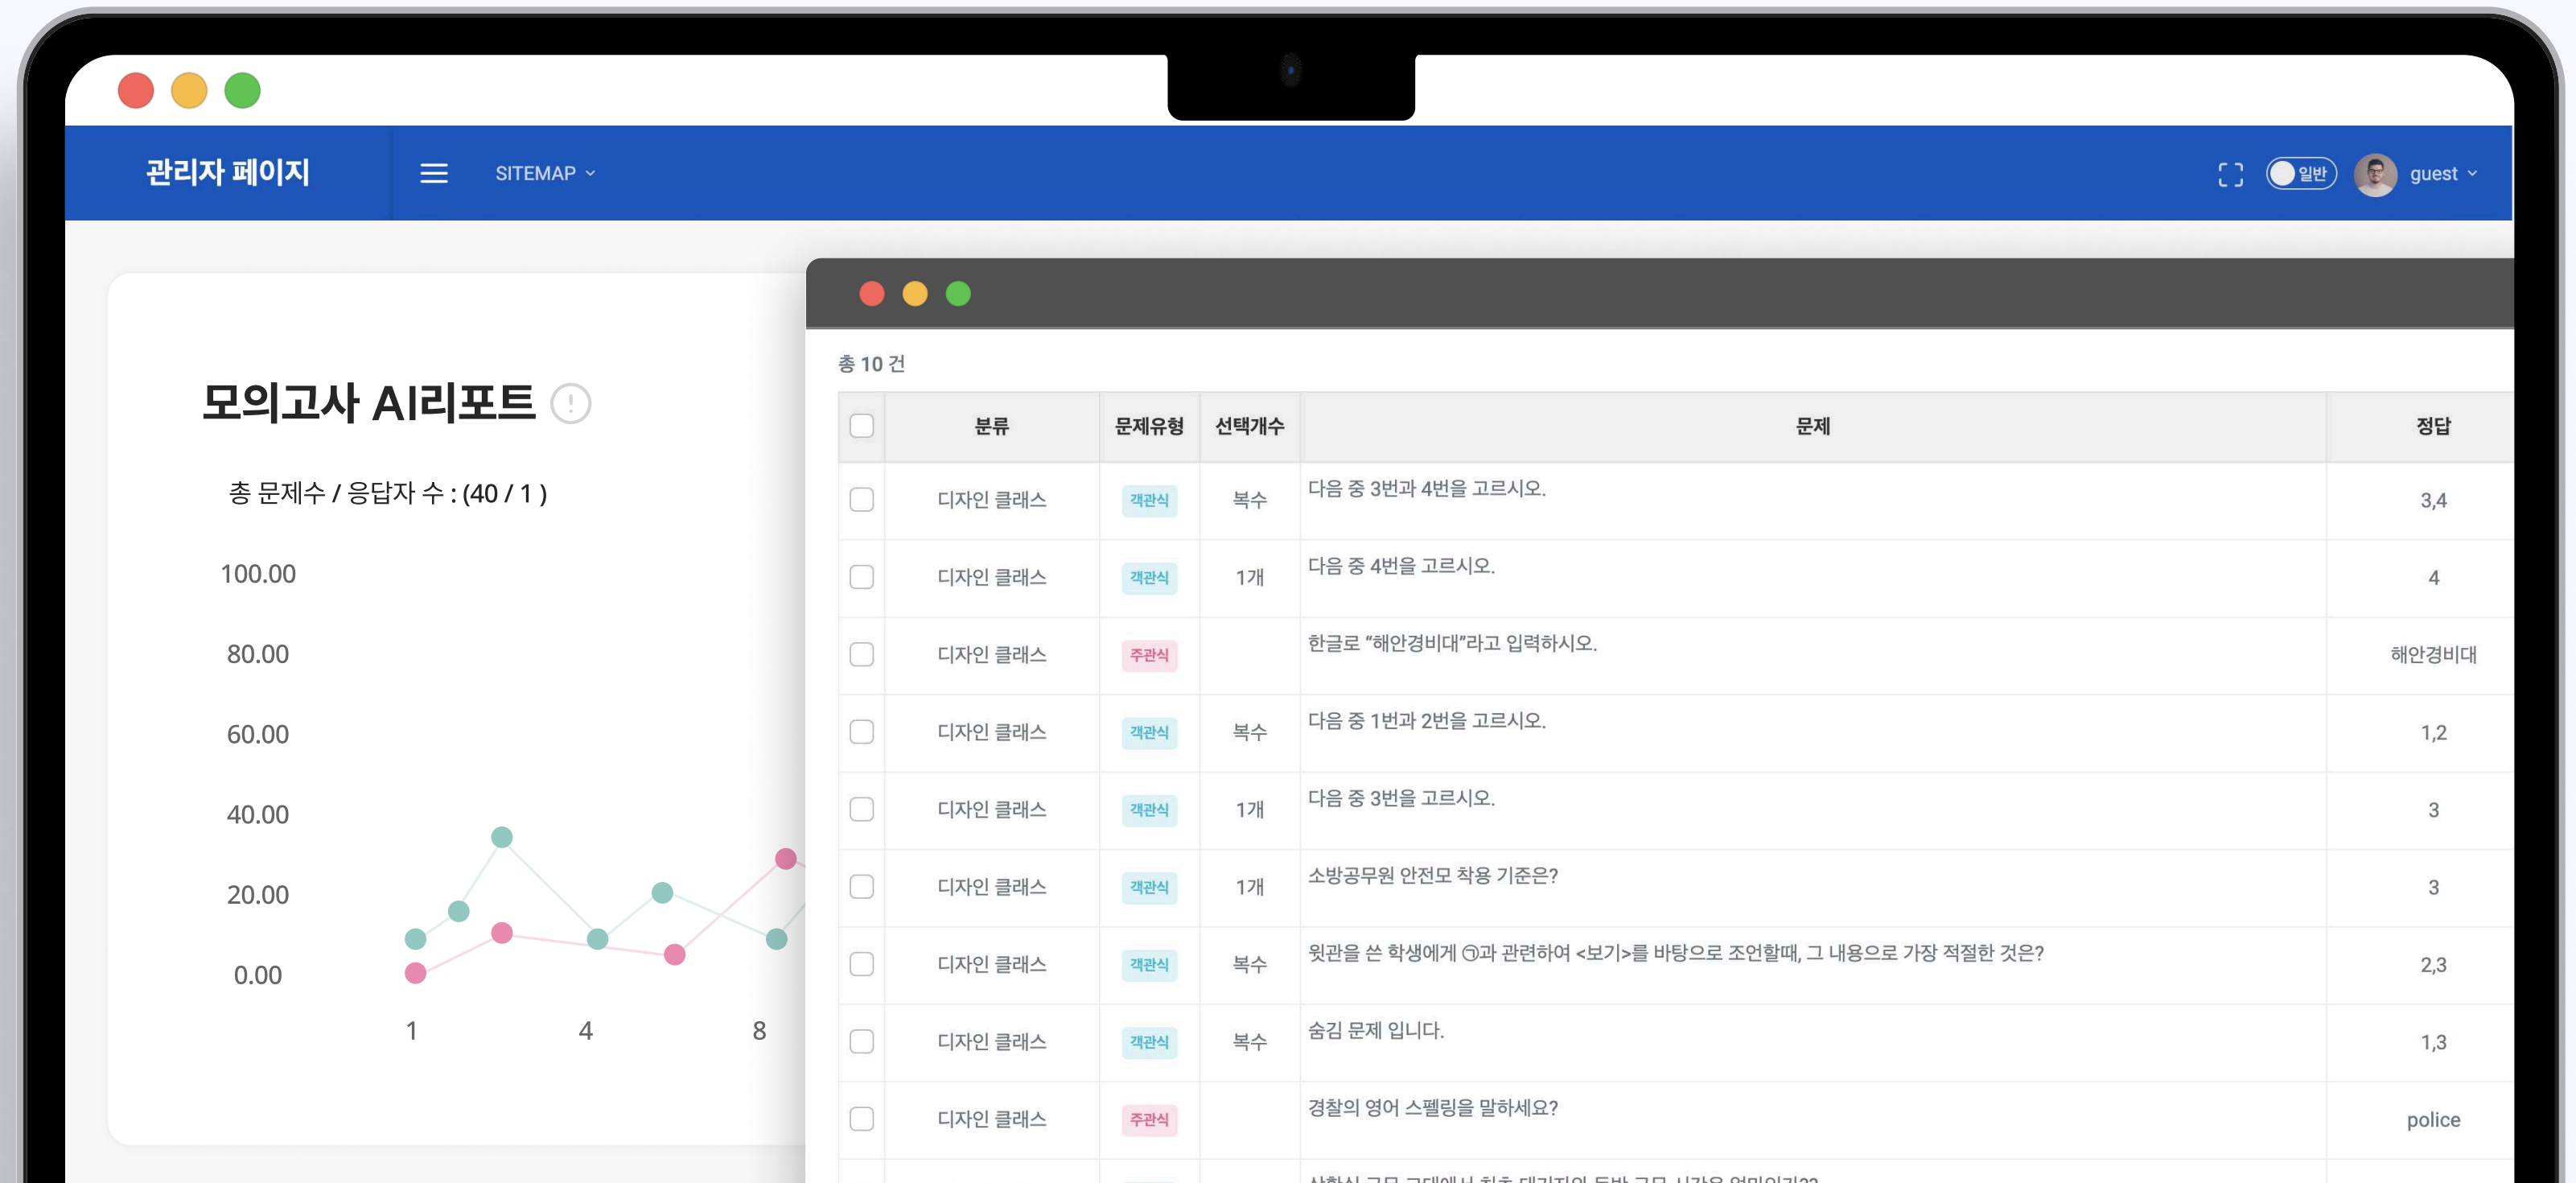 관리자 페이지
SITEMAP
일반
guest
모의고사 AI리포트
총 문제수 / 응답자 수 : (40 / 1 )
100.00
80.00
60.00
40.00
20.00
0.00
1 4 8
총 10 건
분류 문제유형 선택개수 문제 정답
디자인 클래스 객관식 복수 다음 중 3번과 4번을 고르시오. 3,4
디자인 클래스 객관식 1개 다음 중 4번을 고르시오. 4
디자인 클래스 주관식 한글로 “해안경비대”라고 입력하시오. 해안경비대
디자인 클래스 객관식 복수 다음 중 1번과 2번을 고르시오. 1,2
디자인 클래스 객관식 1개 다음 중 3번을 고르시오. 3
디자인 클래스 객관식 1개 소방공무원 안전모 착용 기준은? 3
디자인 클래스 객관식 복수 윗관을 쓴 학생에게 ㉠과 관련하여 <보기>를 바탕으로 조언할때, 그 내용으로 가장 적절한 것은? 2,3
디자인 클래스 객관식 복수 숨김 문제 입니다. 1,3
디자인 클래스 주관식 경찰의 영어 스펠링을 말하세요? police